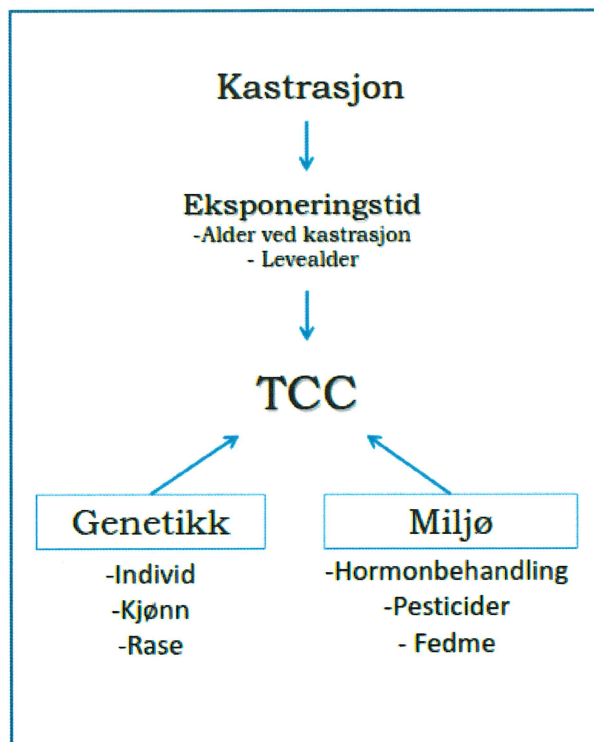 Kastrasjon
Eksponeringstid
-Alder ved kastrasjon
- Levealder
TCC
Genetikk
-Individ
-Kjønn
-Rase
Miljø
-Hormonbehandling
-Pesticider
- Fedme